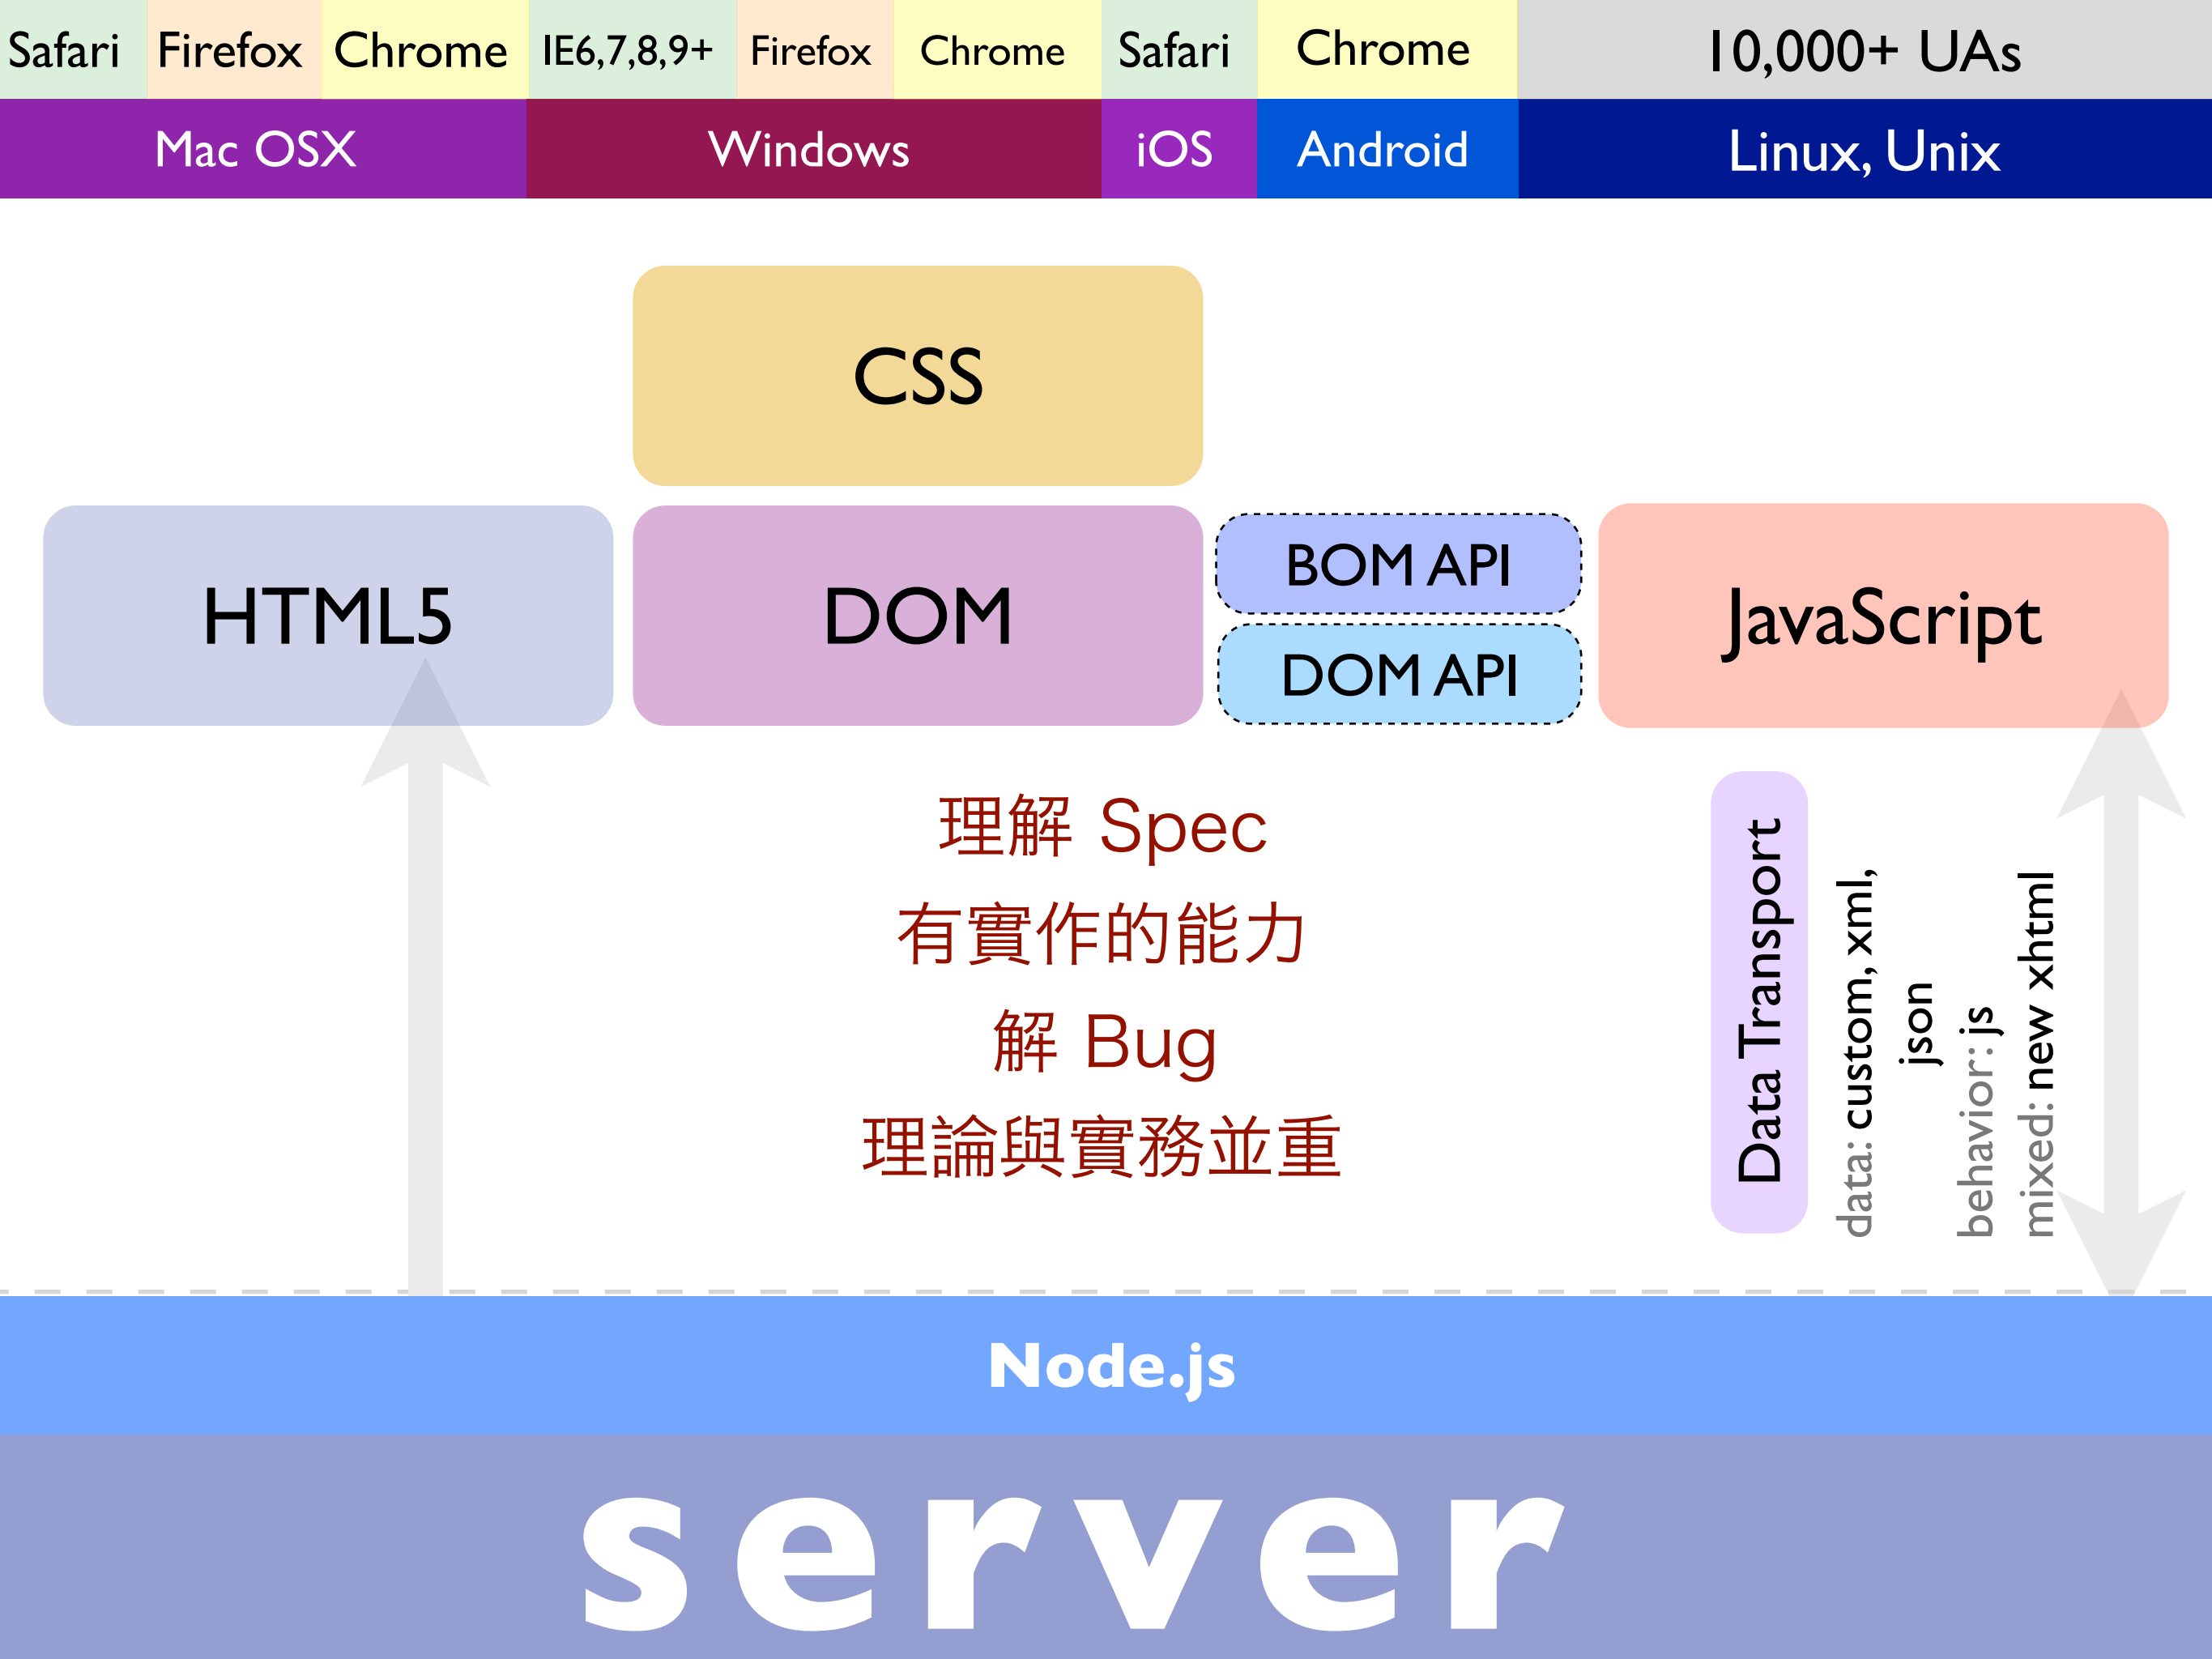 Safari Firefox Chrome IE6,7,8,9+ Firefox Chrome Safari Chrome 10,000+ UAs
Mac OSX Windows iOS Android Linux, Unix
CSS
HTML5 DOM BOM API JavaScript
DOM API
理解 Spec
有實作的能力
解 Bug
理論與實務並重
Data Transport
data: custom, xml,
json
behavior: js
mixed: new xhtml
Node.js
server